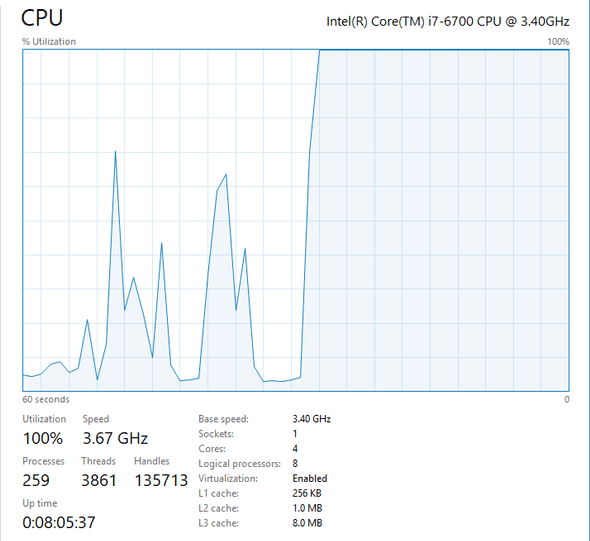 CPU Intel(R) Core(TM) i7-6700 CPU @ 3.40GHz
% Utilization 100%
60 seconds 0
Utilization Speed Base speed: 3.40 GHz
100% 3.67 GHz Sockets: 1
Cores: 4
Processes Threads Handles Logical processors: 8
259 3861 135713 Virtualization: Enabled
L1 cache: 256 KB
Up time L2 cache: 1.0 MB
0:08:05:37 L3 cache: 8.0 MB